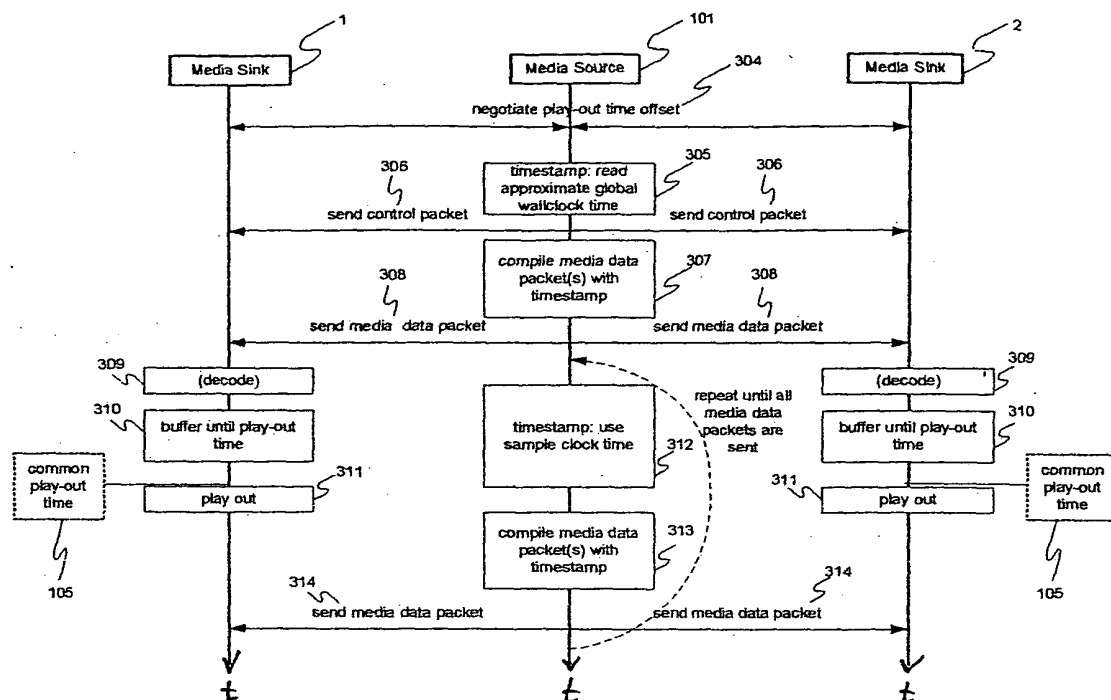 1
101
2
Media Sink
Media Source
Media Sink
304
negotiate play-out time offset
305
timestamp: read
approximate global
wallclock time
306
send control packet
306
send control packet
307
compile media data
packet(s) with
timestamp
308
send media data packet
308
send media data packet
309
(decode)
309
(decode)
310
buffer until play-out
time
310
buffer until play-out
time
repeat until all
media data
packets are
sent
timestamp: use
sample clock time
312
common
play-out
time
311
play out
311
play out
common
play-out
time
compile media data
packet(s) with
timestamp
313
105
105
314
send media data packet
314
send media data packet
t
t
t